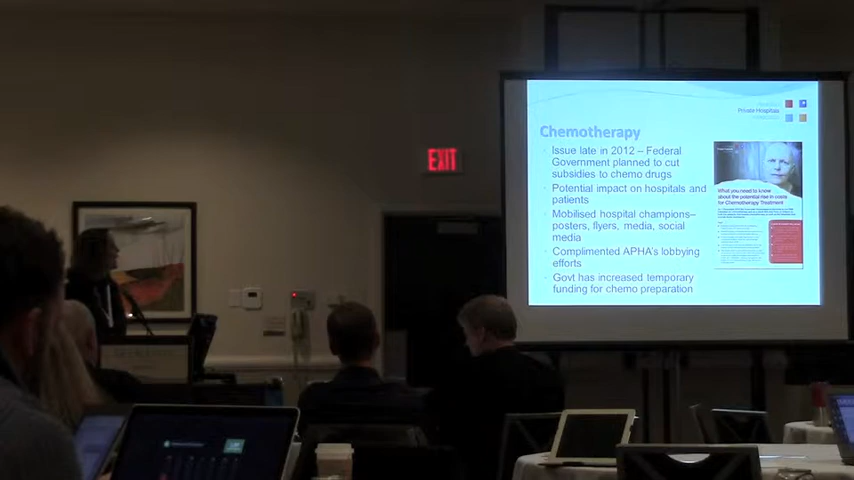 EXIT
Private Hospitals
Chemotherapy
Issue late in 2012 – Federal
Government planned to cut
subsidies to chemo drugs
Potential impact on hospitals and
patients
Mobilised hospital champions–
posters, flyers, media, social
media
Complimented APHA's lobbying
efforts
Govt has increased temporary
funding for chemo preparation
What you need to know
about the potential rise in costs
for Chemotherapy Treatment